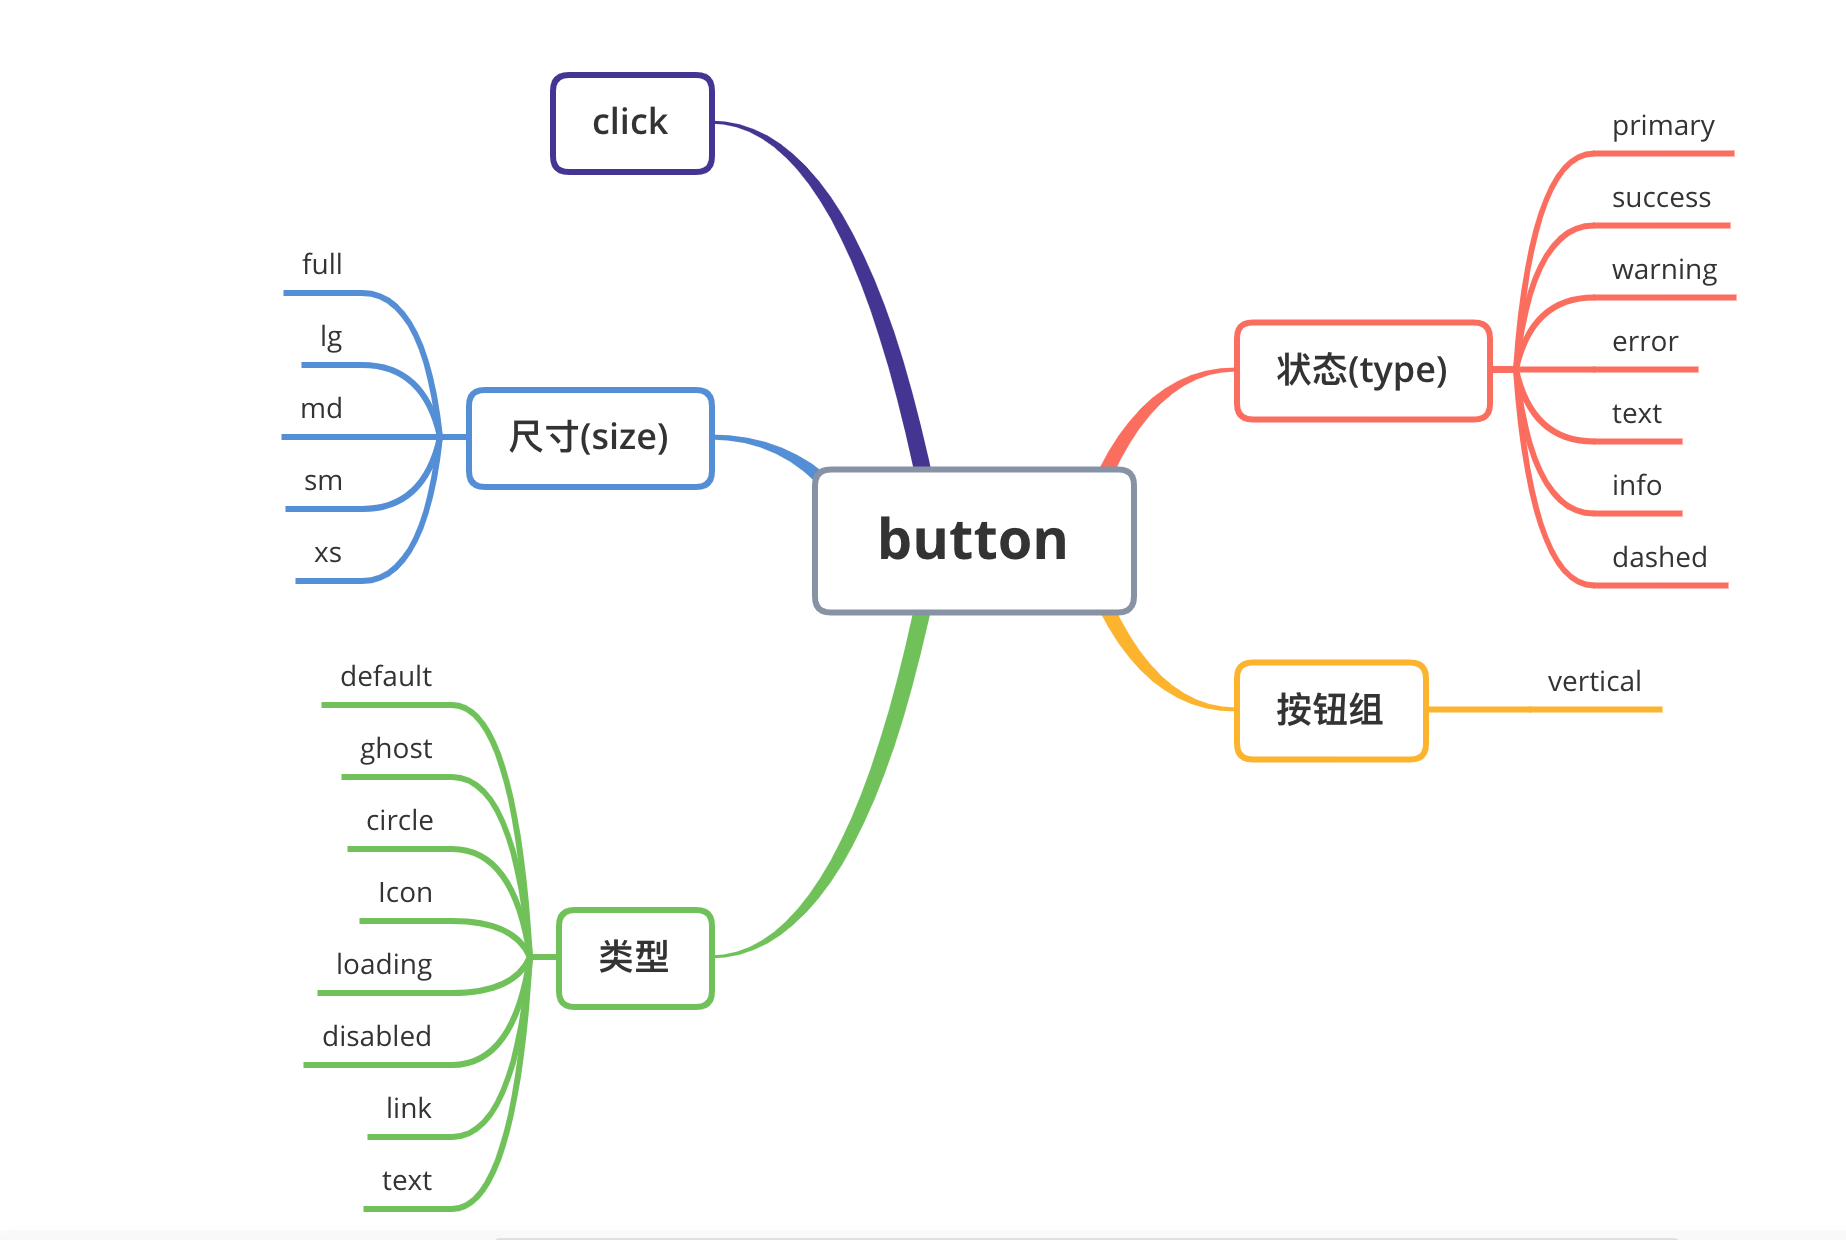 button
状态(type)
primary
success
warning
error
text
info
dashed
按钮组
vertical
click
尺寸(size)
full
lg
md
sm
xs
类型
default
ghost
circle
Icon
loading
disabled
link
text